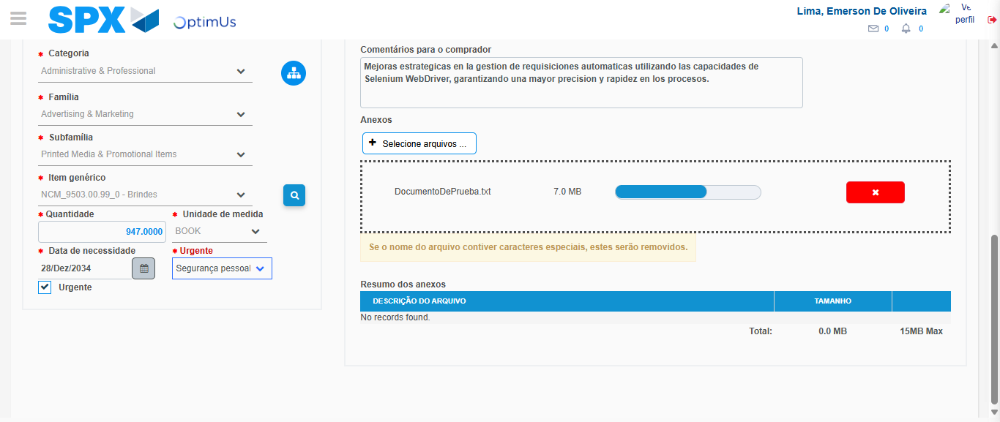 SPX
OptimUs
Lima, Emerson De Oliveira
0
0
Ve
perfil
* Categoria
Administrative & Professional
* Família
Advertising & Marketing
* Subfamília
Printed Media & Promotional Items
* Item genérico
NCM_9503.00.99_0 - Brindes
* Quantidade
* Unidade de medida
947.0000
BOOK
* Data de necessidade
* Urgente
28/Dez/2034
Segurança pessoal
Urgente
Comentários para o comprador
Mejoras estrategicas en la gestion de requisiciones automaticas utilizando las capacidades de
Selenium WebDriver, garantizando una mayor precision y rapidez en los procesos.
Anexos
+ Selecione arquivos ...
DocumentoDePrueba.txt
7.0 MB
Se o nome do arquivo contiver caracteres especiais, estes serão removidos.
Resumo dos anexos
DESCRIÇÃO DO ARQUIVO
TAMANHO
No records found.
Total:
0.0 MB
15MB Max